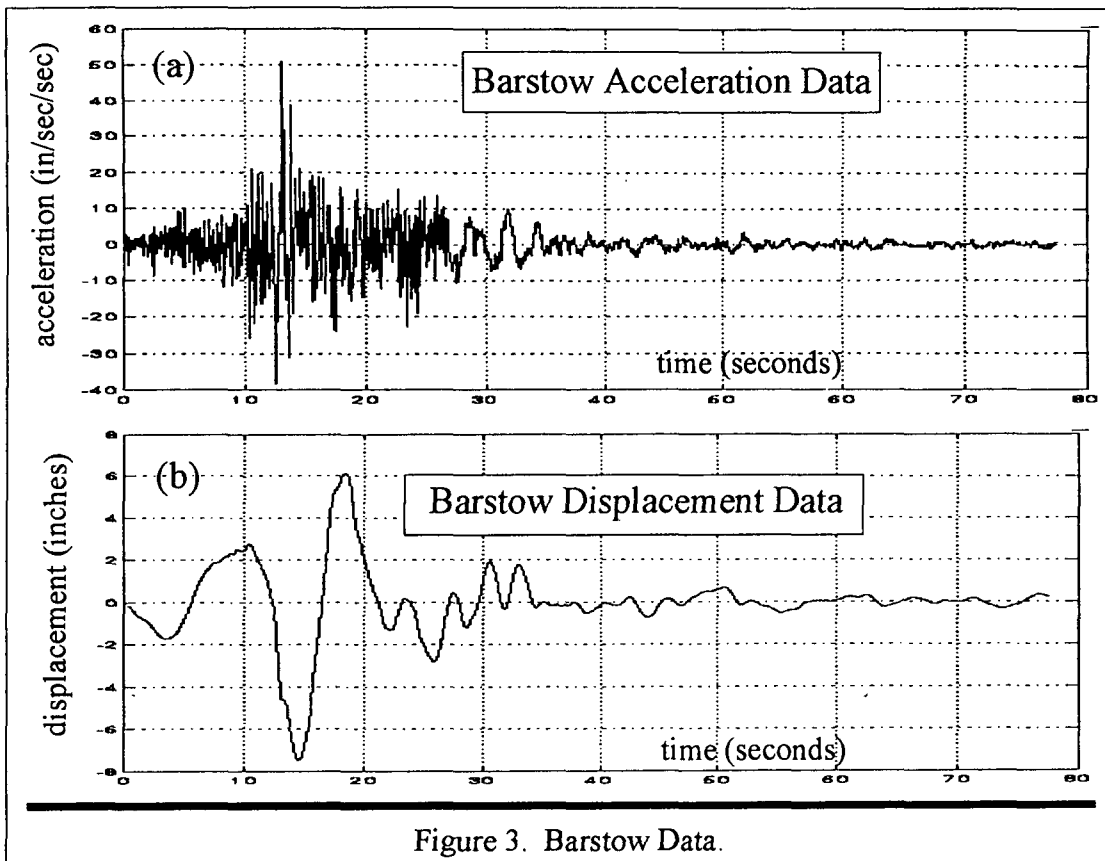 (a)
Barstow Acceleration Data
acceleration (in/sec/sec)
60
50
40
30
20
10
0
-10
-20
-30
-40
time (seconds)
0 10 20 30 40 50 60 70 80
(b)
Barstow Displacement Data
displacement (inches)
8
6
4
2
0
-2
-4
-6
-8
time (seconds)
0 10 20 30 40 50 60 70 80
Figure 3. Barstow Data.